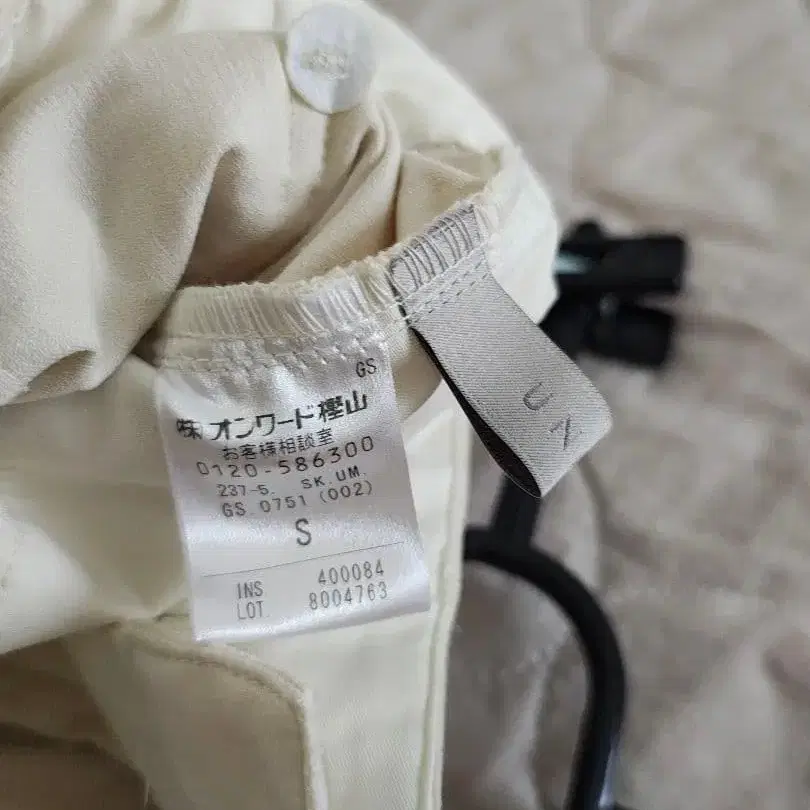 GS
㈱オンワード樫山
お客様相談室
0120-586300
237-5. SK.UM.
GS.0751 (002)
S
INS 400084
LOT. 8004763
UN